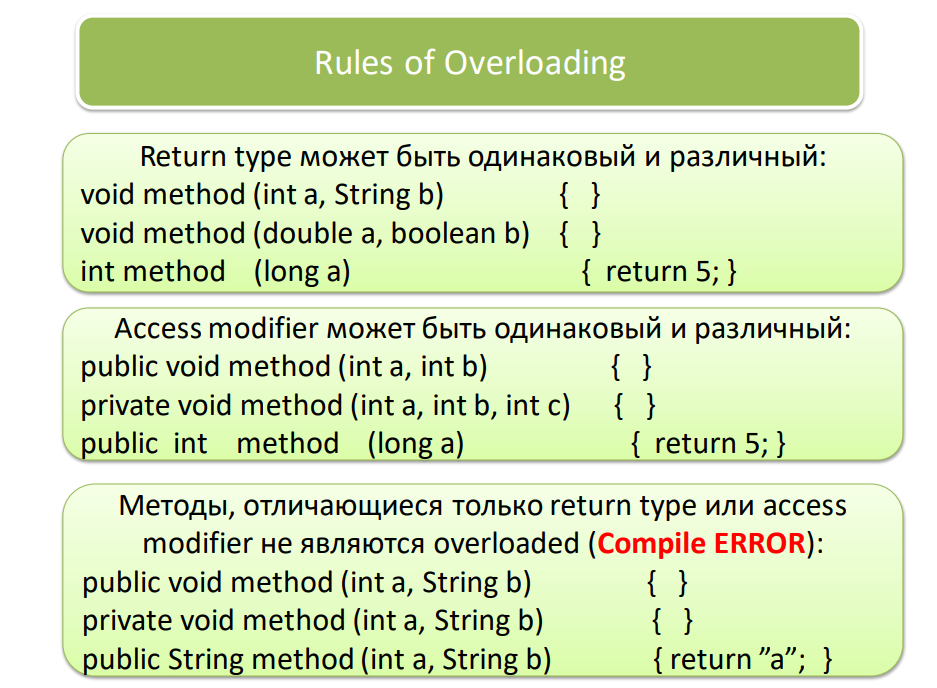 Rules of Overloading
Return type может быть одинаковый и различный:
void method (int a, String b) { }
void method (double a, boolean b) { }
int method (long a) { return 5; }
Access modifier может быть одинаковый и различный:
public void method (int a, int b) { }
private void method (int a, int b, int c) { }
public int method (long a) { return 5; }
Методы, отличающиеся только return type или access
modifier не являются overloaded (Compile ERROR):
public void method (int a, String b) { }
private void method (int a, String b) { }
public String method (int a, String b) { return ”a”; }